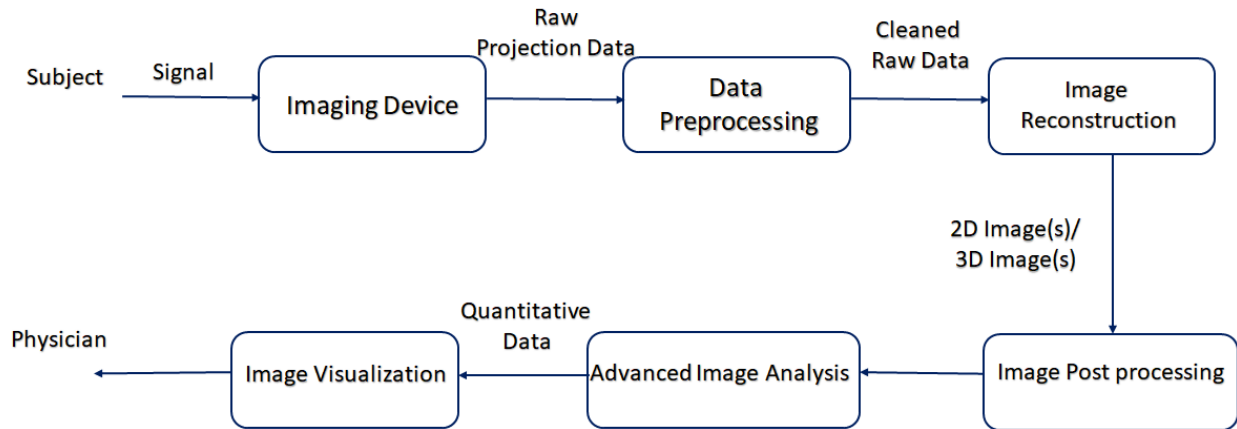 Subject
Signal
Imaging Device
Raw
Projection Data
Data
Preprocessing
Cleaned
Raw Data
Image
Reconstruction
2D Image(s)/
3D Image(s)
Image Post processing
Advanced Image Analysis
Quantitative
Data
Image Visualization
Physician